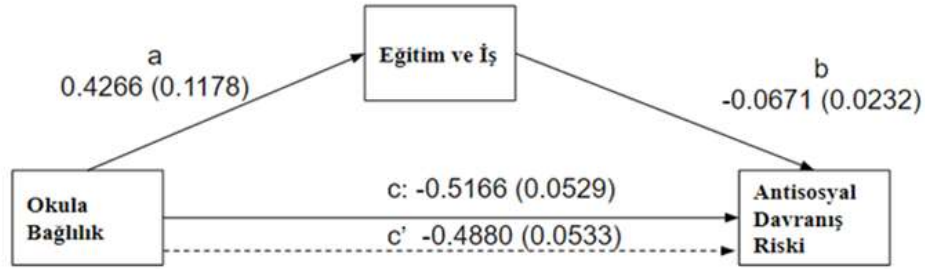 Eğitim ve İş
a
0.4266 (0.1178)
b
-0.0671 (0.0232)
Okula
Bağlılık
c: -0.5166 (0.0529)
c' -0.4880 (0.0533)
Antisosyal
Davranış
Riski